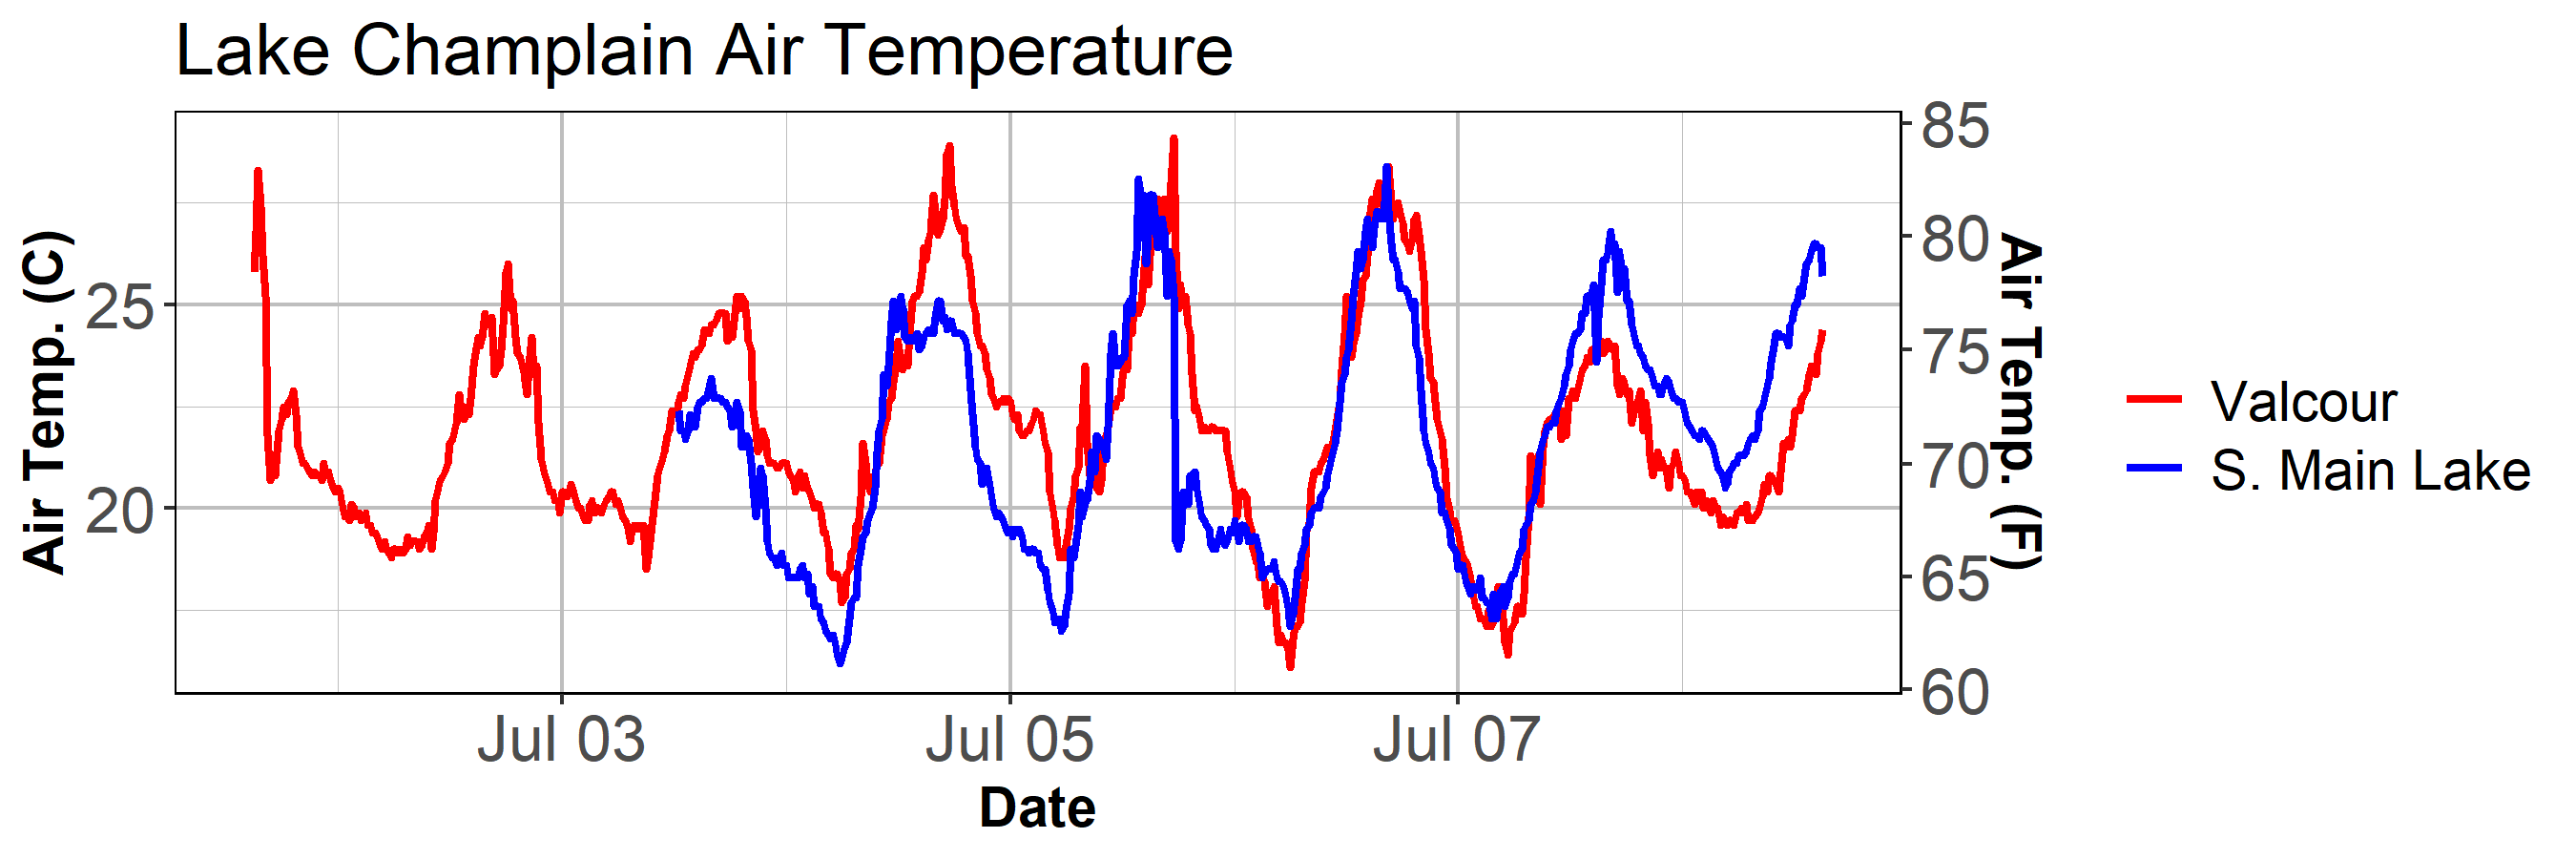 Lake Champlain Air Temperature
Air Temp. (C)
25
20
85
80
75
70
65
60
Air Temp. (F)
Jul 03
Jul 05
Jul 07
Date
Valcour
S. Main Lake